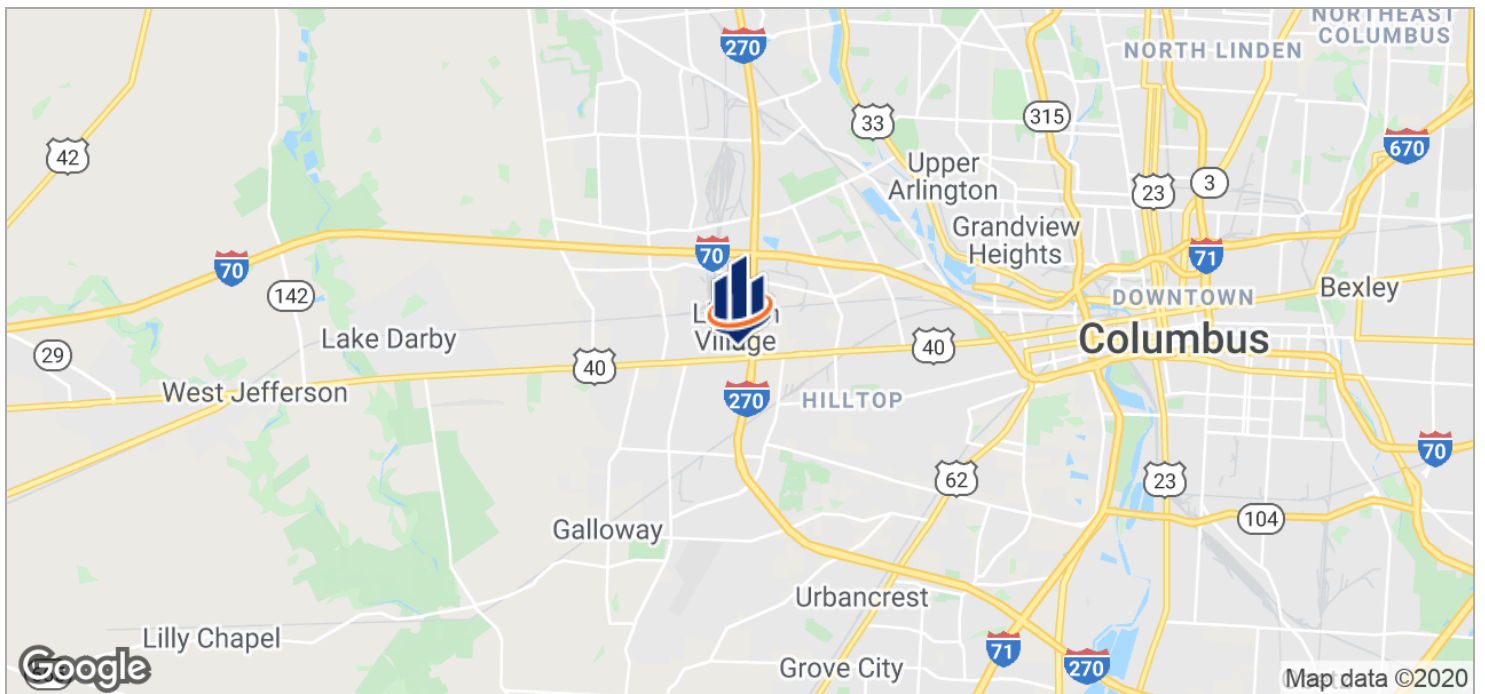 NORTHEAST
COLUMBUS
270
NORTH LINDEN
33
315
42
670
Upper
Arlington
23
3
Grandview
Heights
70
70
71
142
Bexley
DOWNTOWN
Columbus
Lake Darby
Village
40
29
40
West Jefferson
270
HILLTOP
70
62
23
104
Galloway
Urbancrest
Lilly Chapel
71
270
Grove City
Google
Map data ©2020